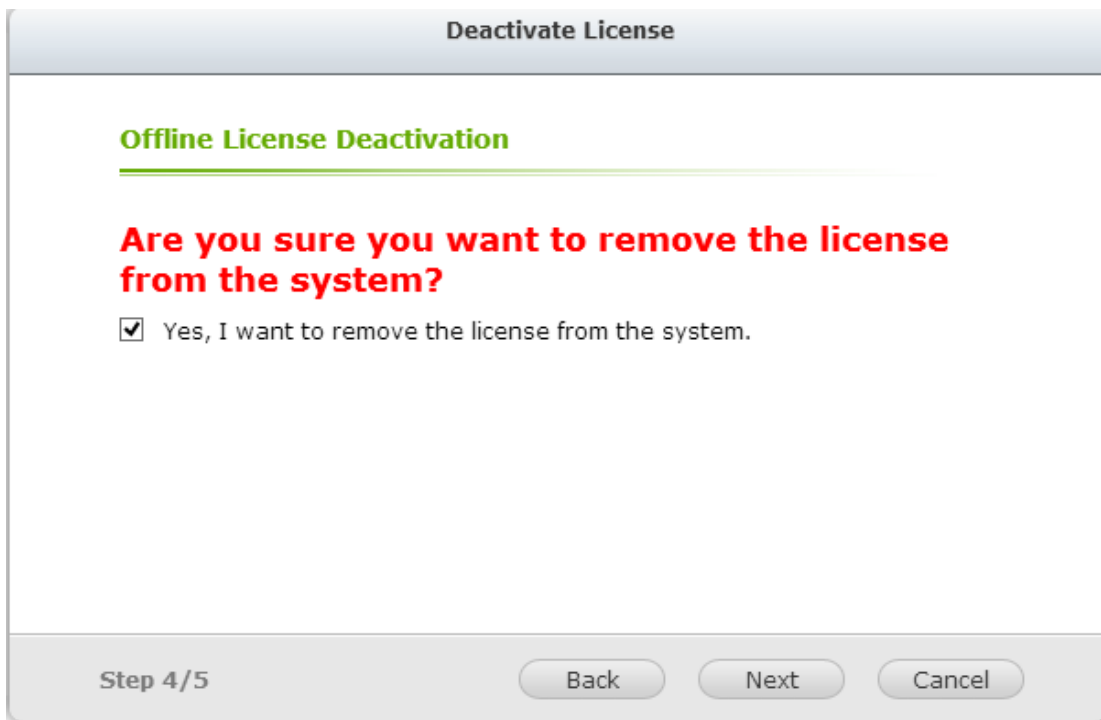 Deactivate License
Offline License Deactivation
Are you sure you want to remove the license
from the system?
Yes, I want to remove the license from the system.
Step 4/5
Back
Next
Cancel